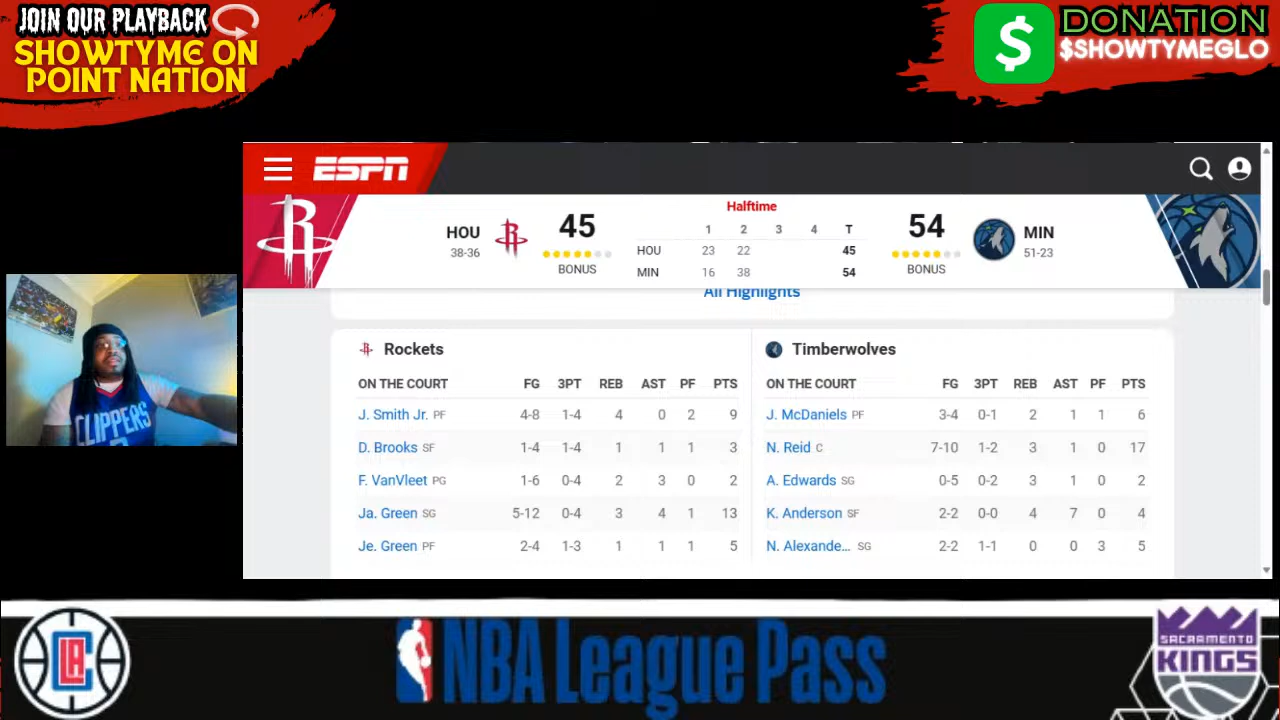 JOIN OUR PLAYBACK
SHOWTYME ON
POINT NATION
$
DONATION
$SHOWTYMEGLO
ESPN
HOU
38-36
45
BONUS
Halftime
1 2 3 4 T
HOU 23 22 45
MIN 16 38 54
54
BONUS
MIN
51-23
All Highlights
Rockets
ON THE COURT FG 3PT REB AST PF PTS
J. Smith Jr. PF 4-8 1-4 4 0 2 9
D. Brooks SF 1-4 1-4 1 1 1 3
F. VanVleet PG 1-6 0-4 2 3 0 2
Ja. Green SG 5-12 0-4 3 4 1 13
Je. Green PF 2-4 1-3 1 1 1 5
Timberwolves
ON THE COURT FG 3PT REB AST PF PTS
J. McDaniels PF 3-4 0-1 2 1 1 6
N. Reid C 7-10 1-2 3 1 0 17
A. Edwards SG 0-5 0-2 3 1 0 2
K. Anderson SF 2-2 0-0 4 7 0 4
N. Alexande... SG 2-2 1-1 0 0 3 5
CLIPPERS
LA
NBA League Pass
SACRAMENTO
KINGS